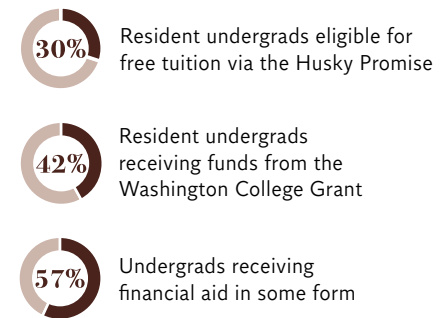 30%
Resident undergrads eligible for
free tuition via the Husky Promise
42%
Resident undergrads
receiving funds from the
Washington College Grant
57%
Undergrads receiving
financial aid in some form